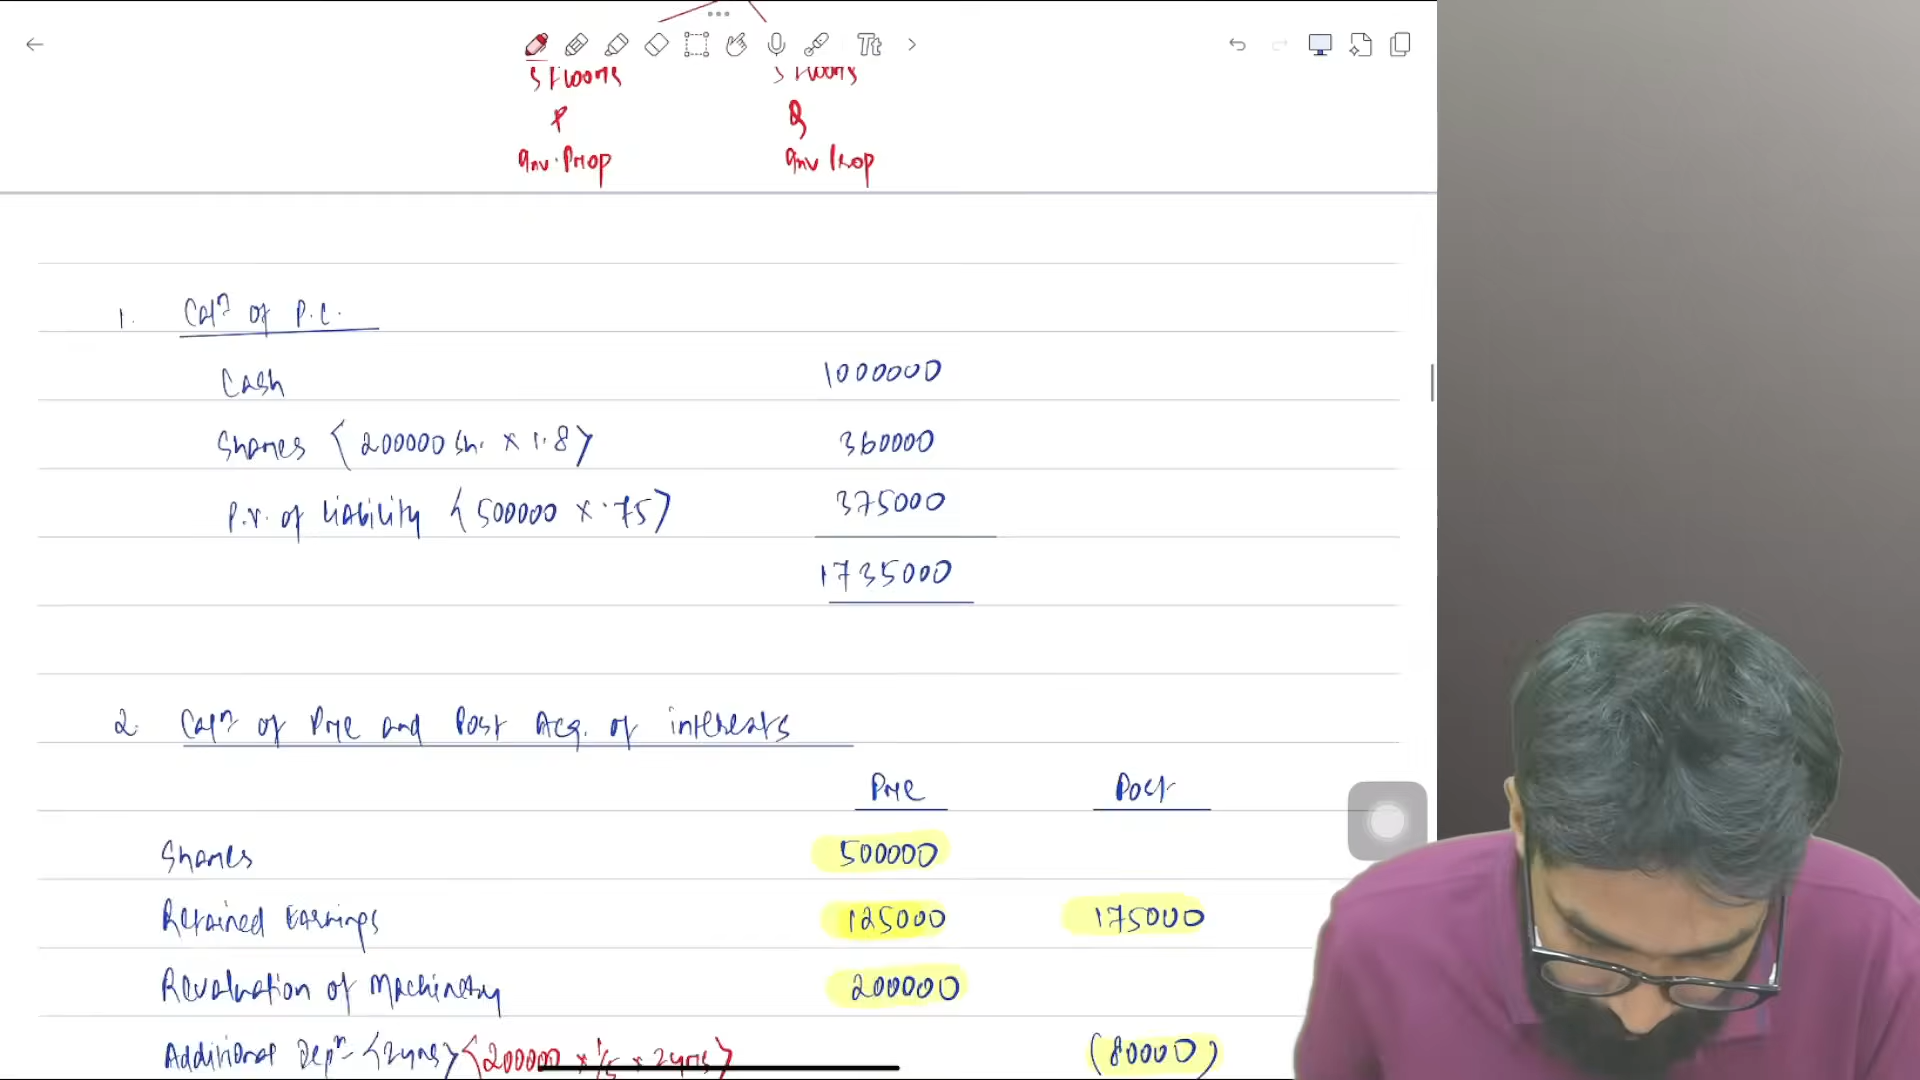 Tt
5 Floors 5 Floors
P Q
Inv. Prop Inv Prop
1. Calⁿ of P.C.
Cash 1000000
Shares (200000 sh. × 1.8) 360000
P.V. of liability (500000 × .75) 375000
1735000
2. Calⁿ of Pre and Post Acq. of interests
Pre Post
Shares 500000
Retained Earnings 125000 175000
Revaluation of Machinery 200000
Additional Depⁿ (2yrs) (200000 × 1/5 × 2yrs) (80000)